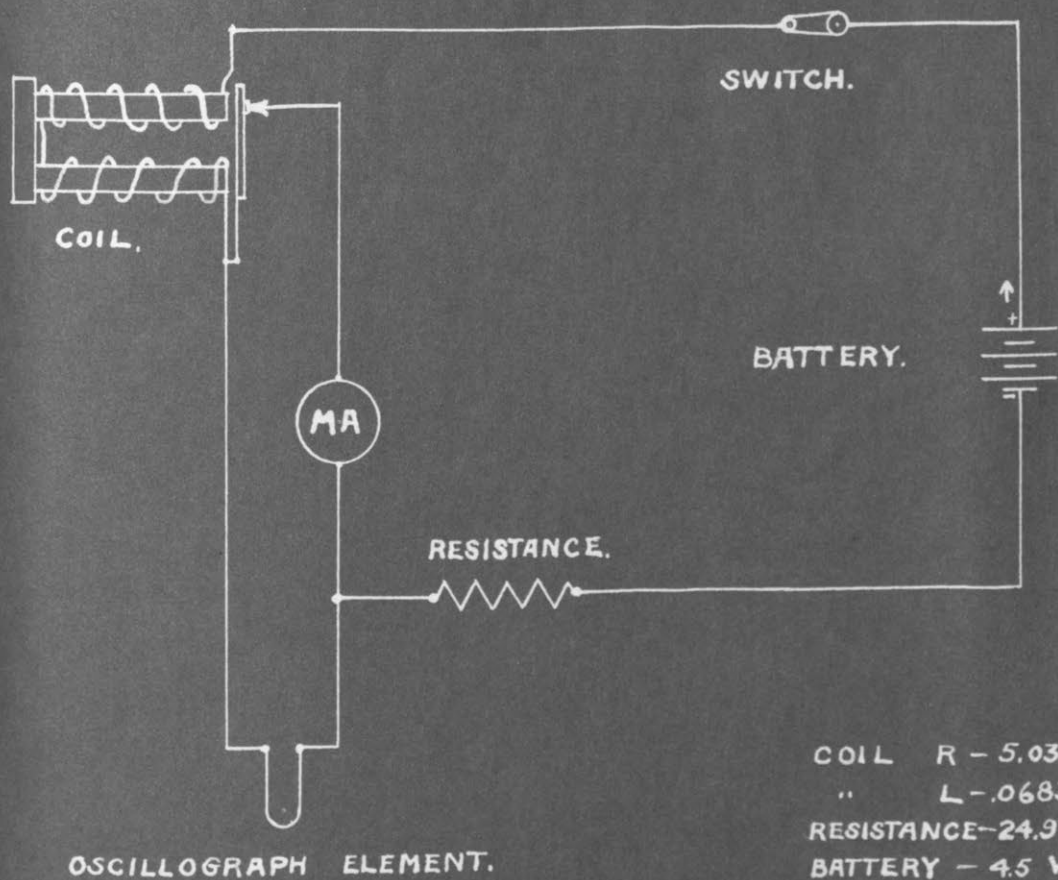 SWITCH.
COIL.
+
BATTERY.
-
MA
RESISTANCE.
COIL R - 5.03
" L - .068
RESISTANCE - 24.9
BATTERY - 4.5 V
OSCILLOGRAPH ELEMENT.